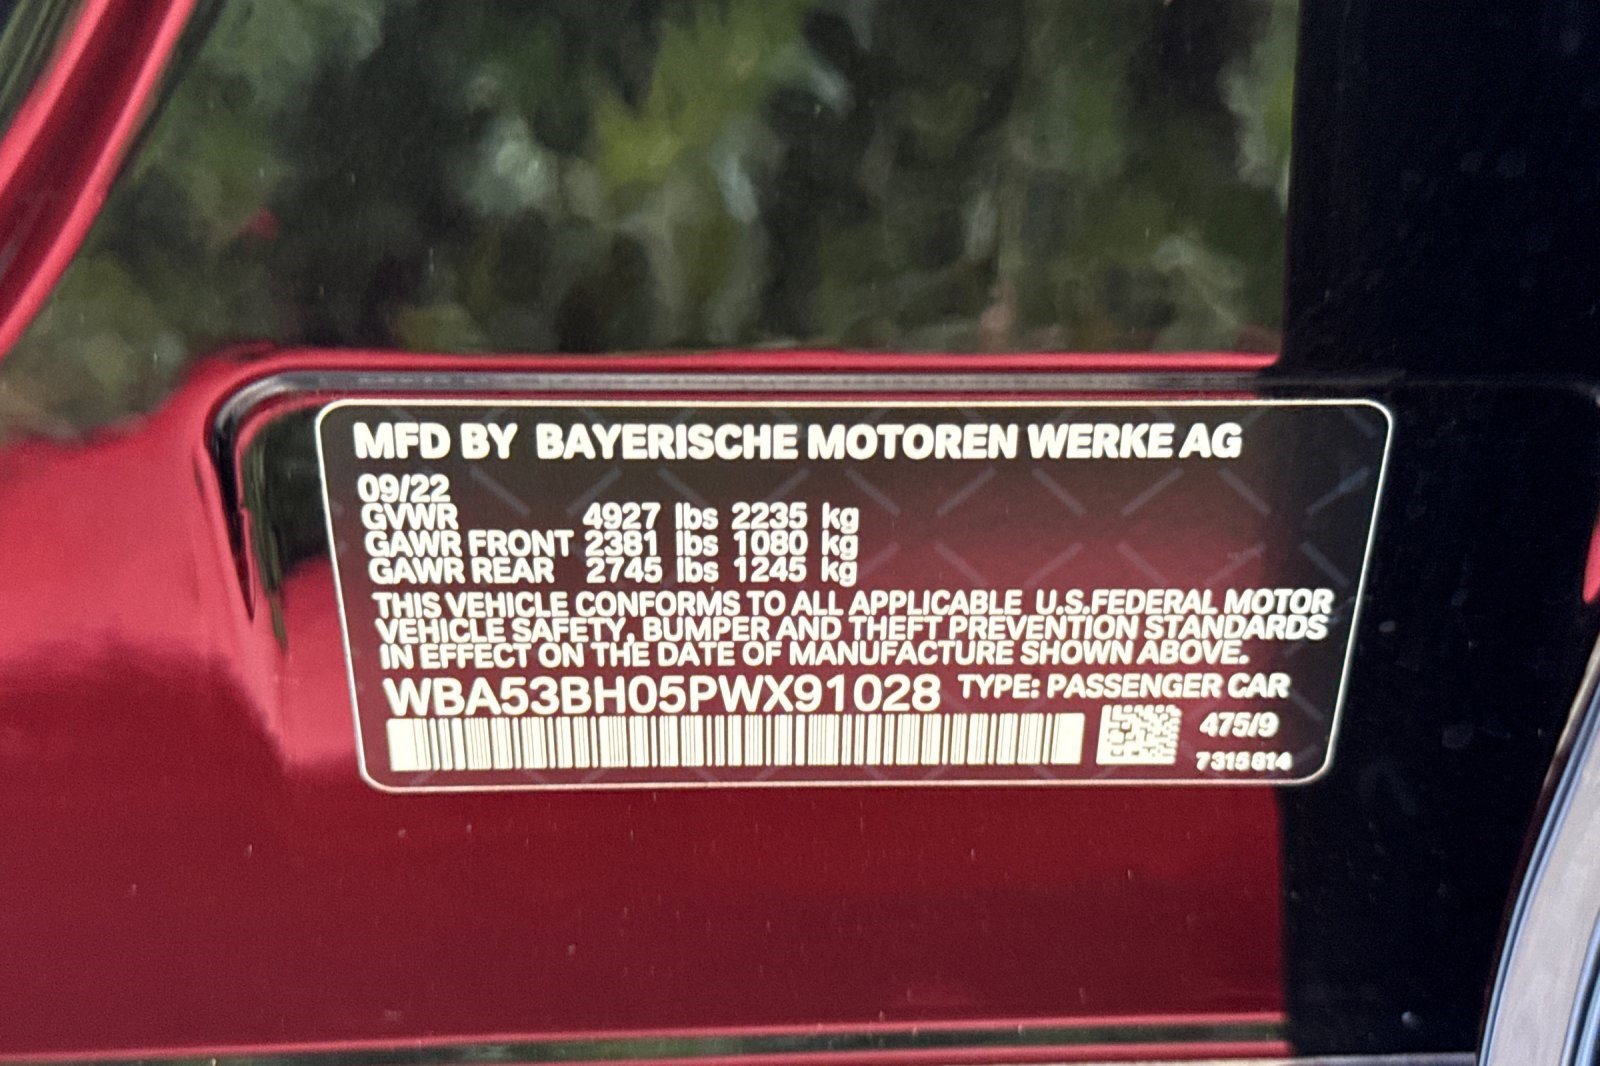 MFD BY BAYERISCHE MOTOREN WERKE AG
09/22
GVWR 4927 lbs 2235 kg
GAWR FRONT 2381 lbs 1080 kg
GAWR REAR 2745 lbs 1245 kg
THIS VEHICLE CONFORMS TO ALL APPLICABLE U.S.FEDERAL MOTOR
VEHICLE SAFETY, BUMPER AND THEFT PREVENTION STANDARDS
IN EFFECT ON THE DATE OF MANUFACTURE SHOWN ABOVE.
WBA53BH05PWX91028 TYPE: PASSENGER CAR
475/9
7315814